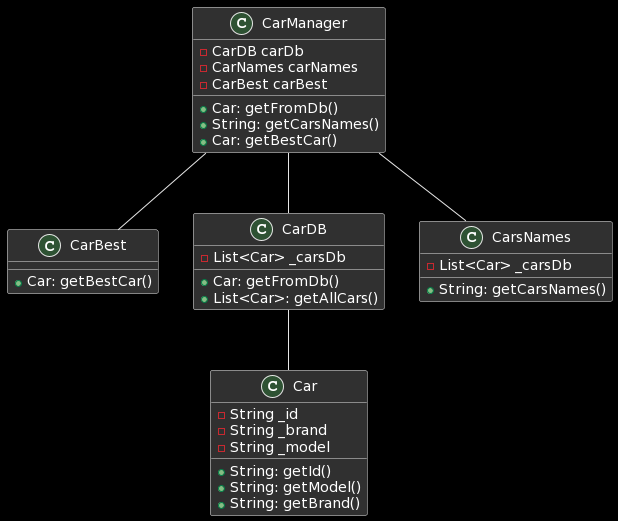 C CarManager
CarDB carDb
CarNames carNames
CarBest carBest
Car: getFromDb()
String: getCarsNames()
Car: getBestCar()
C CarBest
Car: getBestCar()
C CarDB
List<Car> _carsDb
Car: getFromDb()
List<Car>: getAllCars()
C CarsNames
List<Car> _carsDb
String: getCarsNames()
C Car
String _id
String _brand
String _model
String: getId()
String: getModel()
String: getBrand()